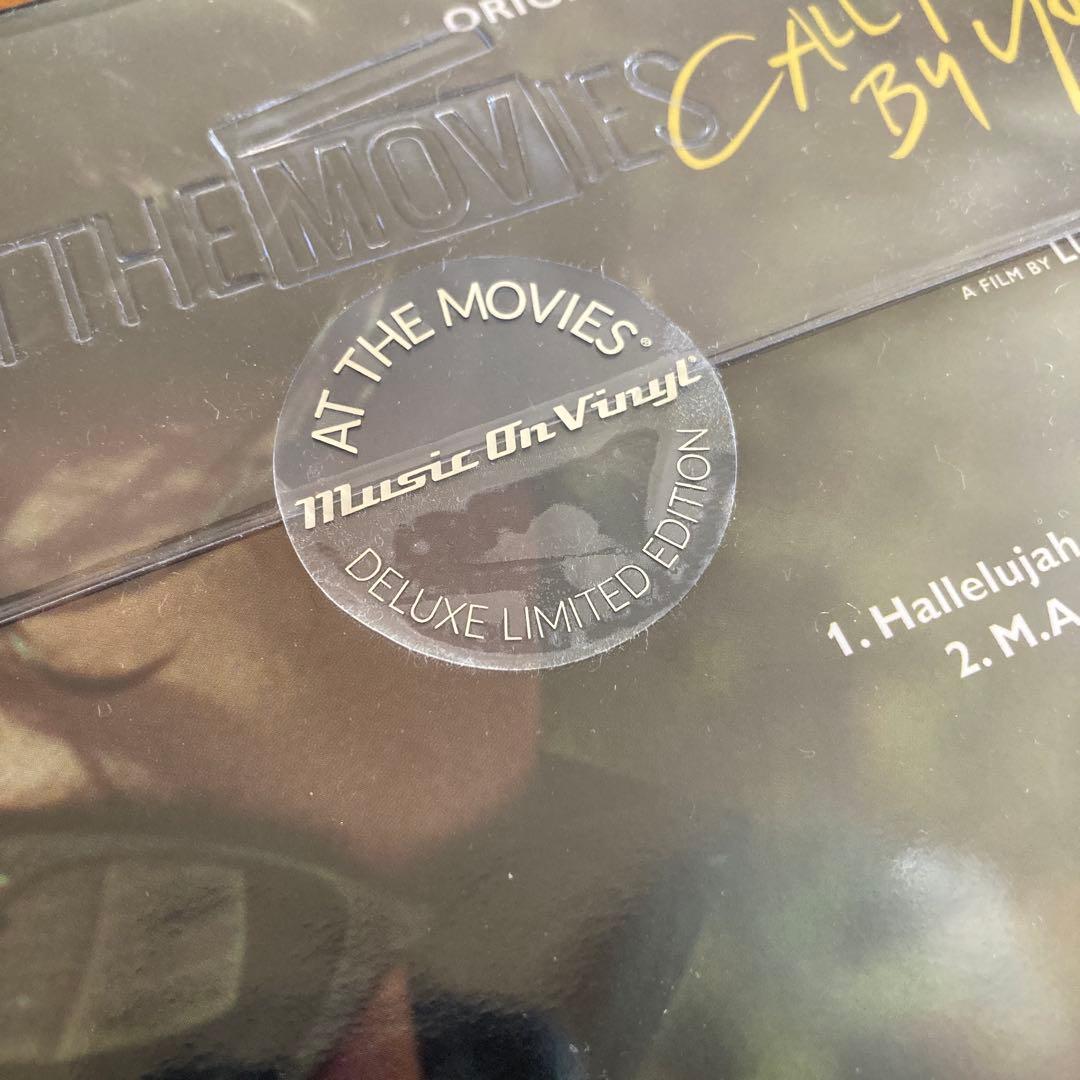 ORIG
CALL
BY YO
THE MOVIES
A FILM BY LU
AT THE MOVIES®
Music On Vinyl®
DELUXE LIMITED EDITION
1. Hallelujah
2. M.A